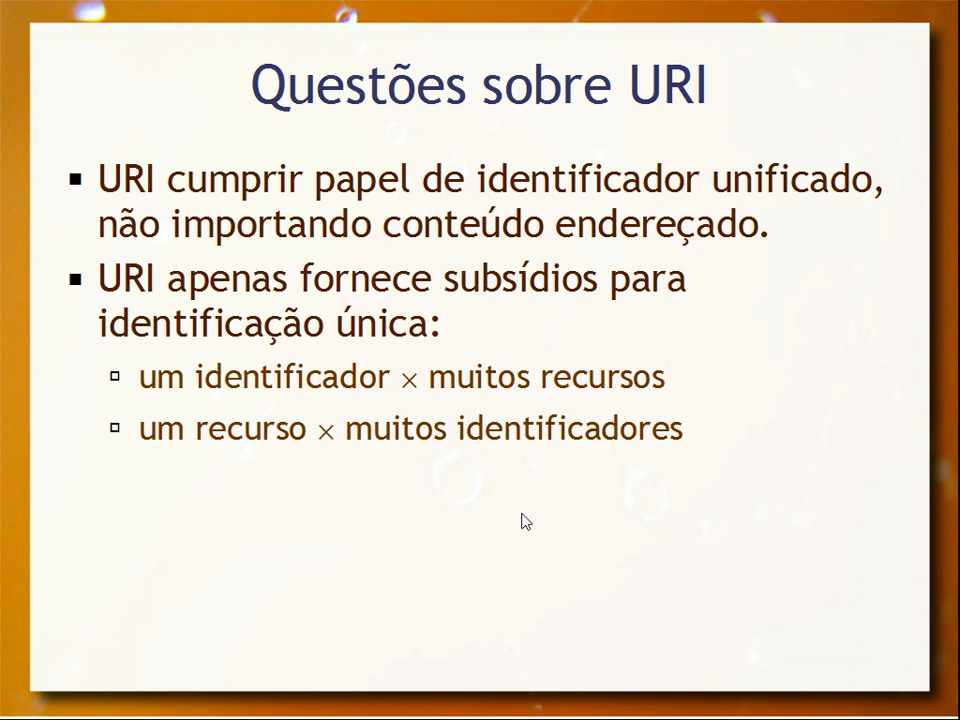 Questões sobre URI
▪ URI cumprir papel de identificador unificado,
não importando conteúdo endereçado.
▪ URI apenas fornece subsídios para
identificação única:
▫ um identificador × muitos recursos
▫ um recurso × muitos identificadores